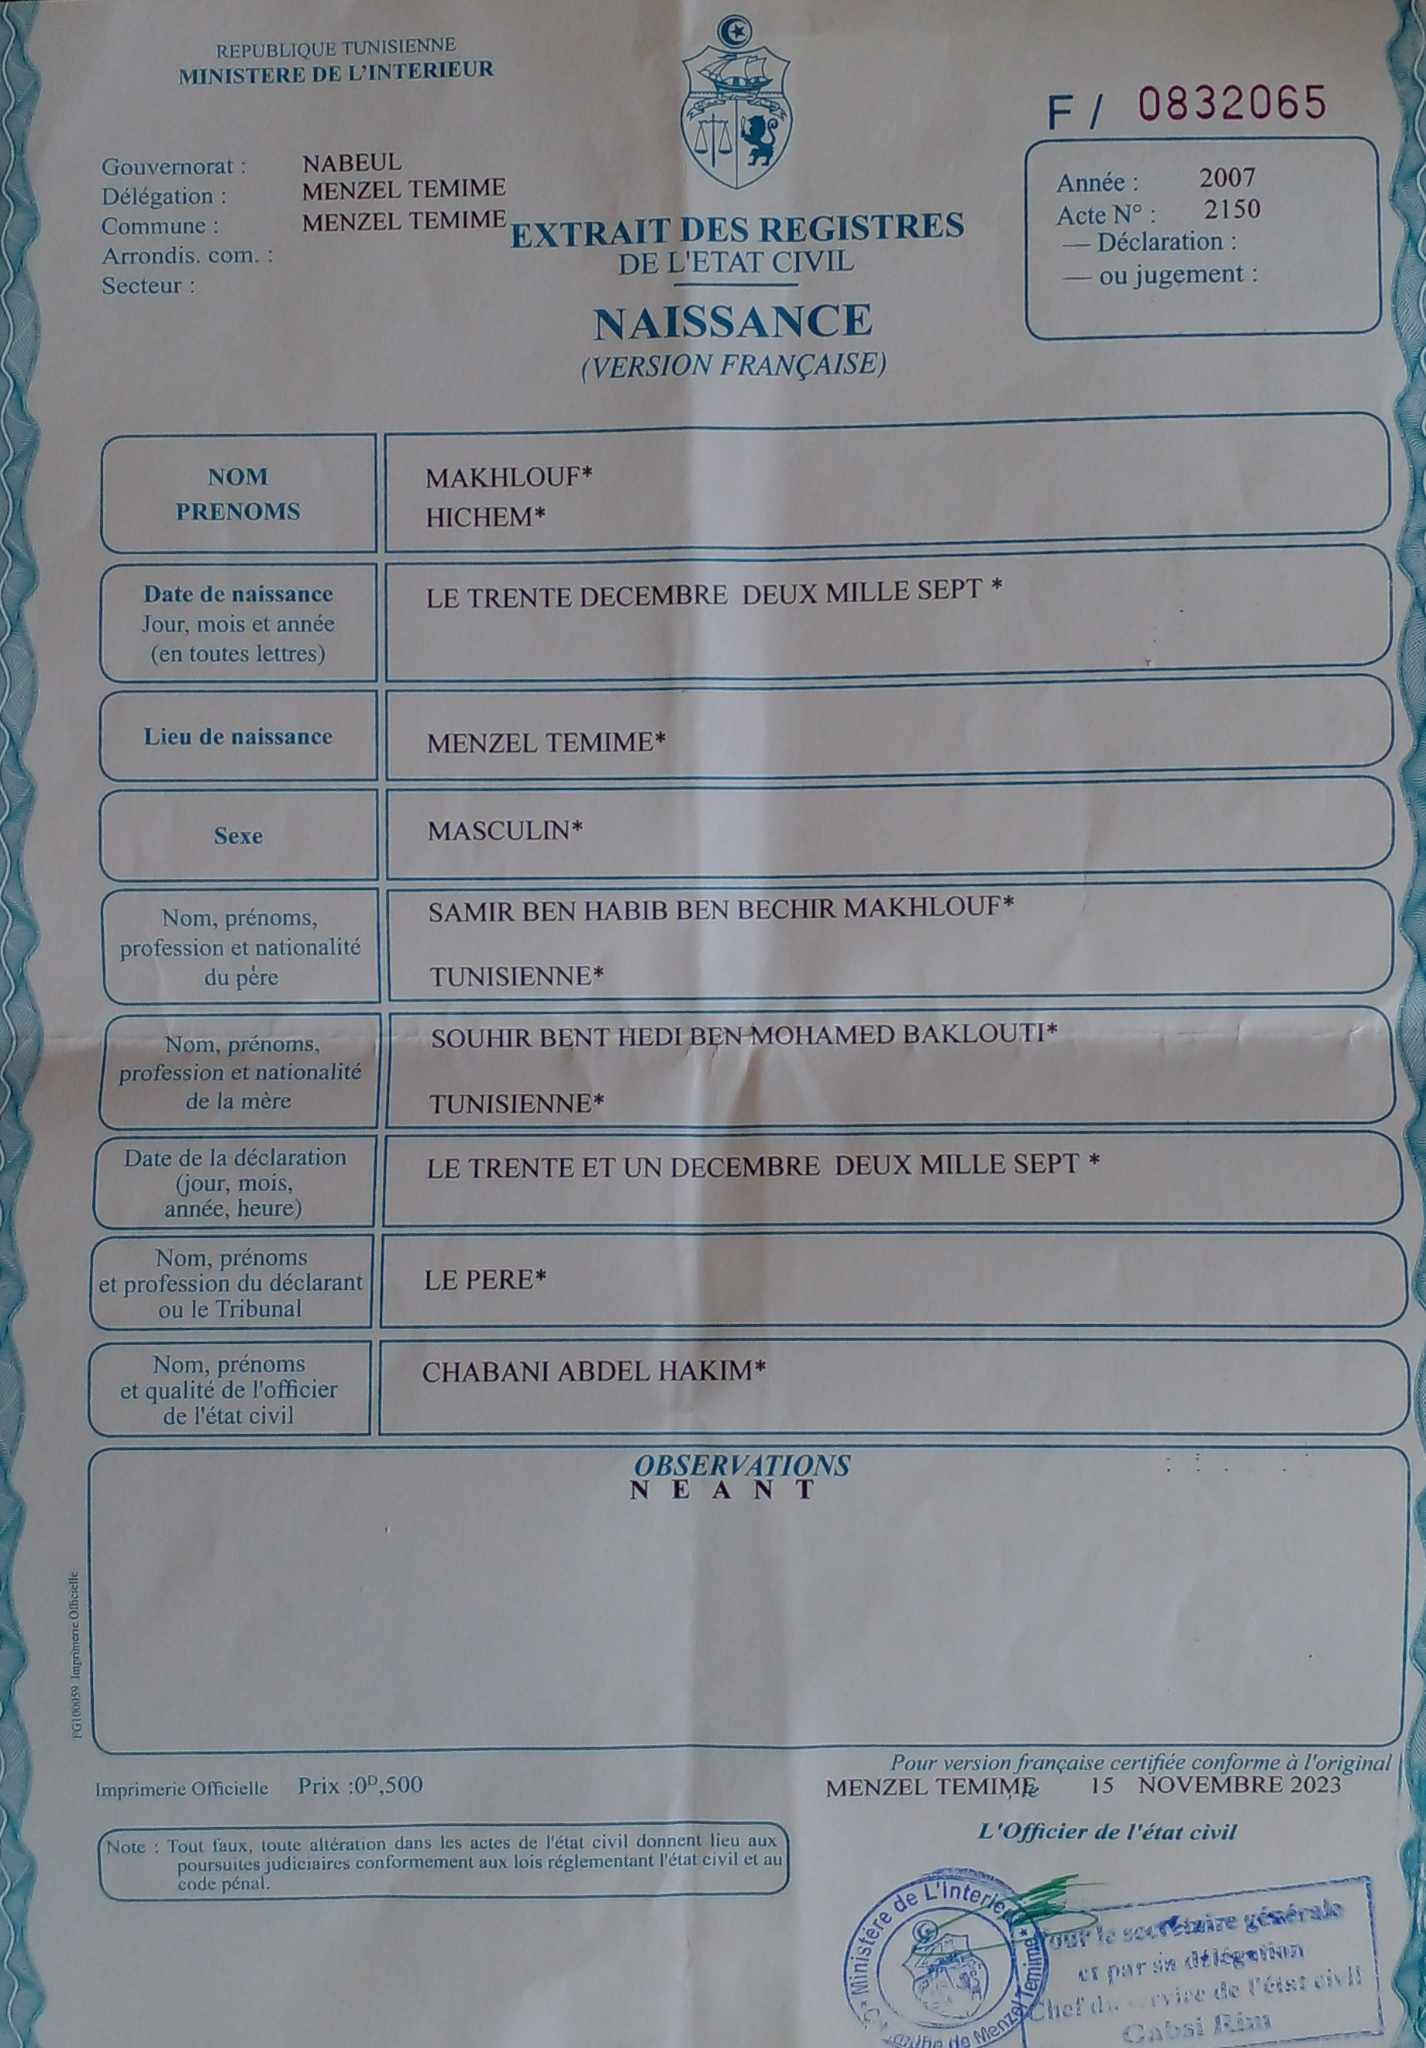 REPUBLIQUE TUNISIENNE
MINISTERE DE L'INTERIEUR
F / 0832065
Gouvernorat : NABEUL
Délégation : MENZEL TEMIME
Commune : MENZEL TEMIME
Arrondis. com. :
Secteur :
EXTRAIT DES REGISTRES
DE L'ETAT CIVIL
NAISSANCE
(VERSION FRANÇAISE)
Année : 2007
Acte N° : 2150
— Déclaration :
— ou jugement :
NOM
PRENOMS
MAKHLOUF*
HICHEM*
Date de naissance
Jour, mois et année
(en toutes lettres)
LE TRENTE DECEMBRE DEUX MILLE SEPT *
Lieu de naissance
MENZEL TEMIME*
Sexe
MASCULIN*
Nom, prénoms,
profession et nationalité
du père
SAMIR BEN HABIB BEN BECHIR MAKHLOUF*
TUNISIENNE*
Nom, prénoms,
profession et nationalité
de la mère
SOUHIR BENT HEDI BEN MOHAMED BAKLOUTI*
TUNISIENNE*
Date de la déclaration
(jour, mois,
année, heure)
LE TRENTE ET UN DECEMBRE DEUX MILLE SEPT *
Nom, prénoms
et profession du déclarant
ou le Tribunal
LE PERE*
Nom, prénoms
et qualité de l'officier
de l'état civil
CHABANI ABDEL HAKIM*
OBSERVATIONS
N E A N T
FG100059 Imprimerie Officielle
Imprimerie Officielle Prix :0ᴰ,500
Pour version française certifiée conforme à l'original
MENZEL TEMIME, le 15 NOVEMBRE 2023
L'Officier de l'état civil
Note : Tout faux, toute altération dans les actes de l'état civil donnent lieu aux
poursuites judiciaires conformement aux lois réglementant l'état civil et au
code pénal.
Ministére de L'Interieur
de Menzel Temime
Pour le secrétaire générale
et par sa délégation
Chef du service de l'état civil
Gabsi Rim